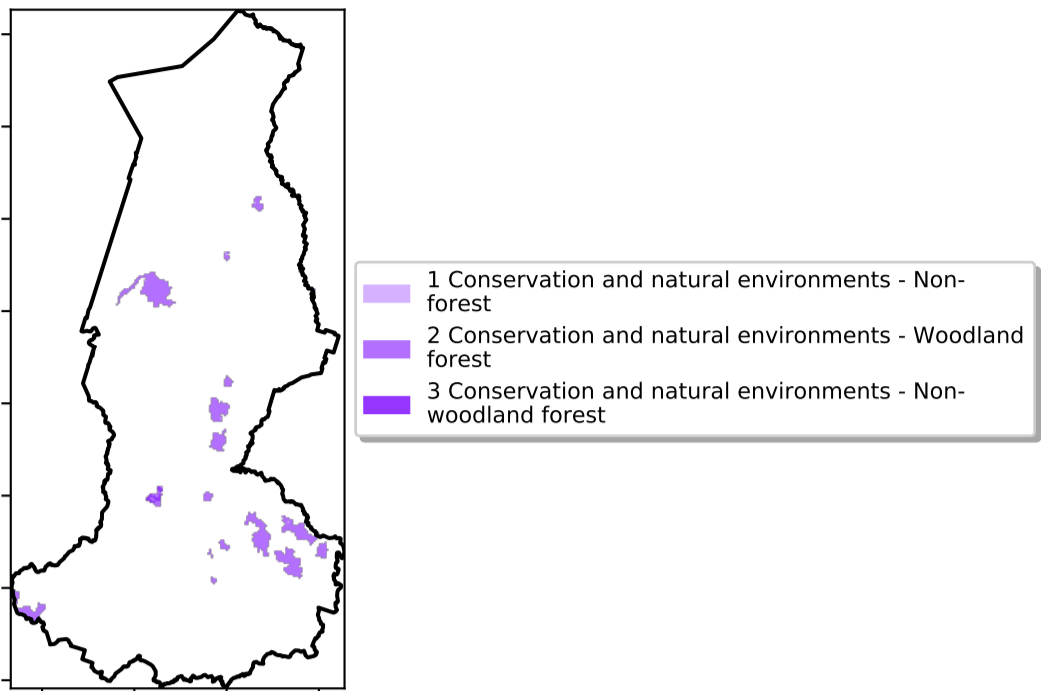 1 Conservation and natural environments - Non-
forest
2 Conservation and natural environments - Woodland
forest
3 Conservation and natural environments - Non-
woodland forest